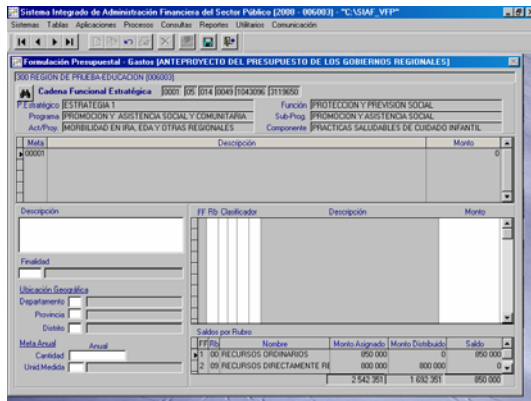 Sistema Integrado de Administración Financiera del Sector Público [2008 - 006003] - "C:\SIAF_VFP"
Sistemas Tablas Aplicaciones Procesos Consultas Reportes Utilitarios Comunicación
Formulación Presupuestal - Gastos [ANTEPROYECTO DEL PRESUPUESTO DE LOS GOBIERNOS REGIONALES]
300 REGION DE PRUEBA-EDUCACION [006003]
Cadena Funcional Estratégica 0001 05 014 0049 1043096 3119650
P.Estratégico ESTRATEGIA 1 Función PROTECCIÓN Y PREVISION SOCIAL
Programa PROMOCION Y ASISTENCIA SOCIAL Y COMUNITARIA Sub-Prog. PROMOCION Y ASISTENCIA SOCIAL
Act/Proy. MORBILIDAD EN IRA, EDA Y OTRAS REGIONALES Componente PRACTICAS SALUDABLES DE CUIDADO INFANTIL
Meta Descripción Monto
00001 0
Descripción FF Rb Clasificador Descripción Monto
Finalidad
Ubicación Geográfica
Departamento
Provincia
Distrito
Saldos por Rubro
Meta Anual Anual FF Rb Nombre Monto Asignado Monto Distribuido Saldo
Cantidad 1 00 RECURSOS ORDINARIOS 850 000 0 850 000
Unid.Medida 2 09 RECURSOS DIRECTAMENTE RE 800 000 800 000 0
2 542 351 1 692 351 850 000